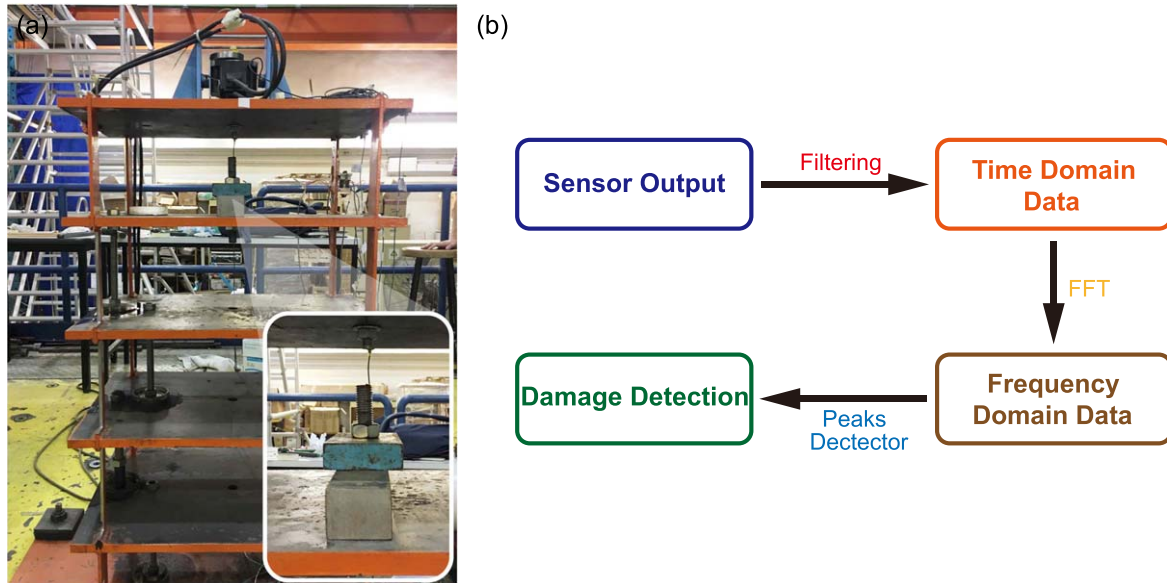 (a)
(b)
Sensor Output
Filtering
Time Domain
Data
FFT
Frequency
Domain Data
Peaks
Dectector
Damage Detection